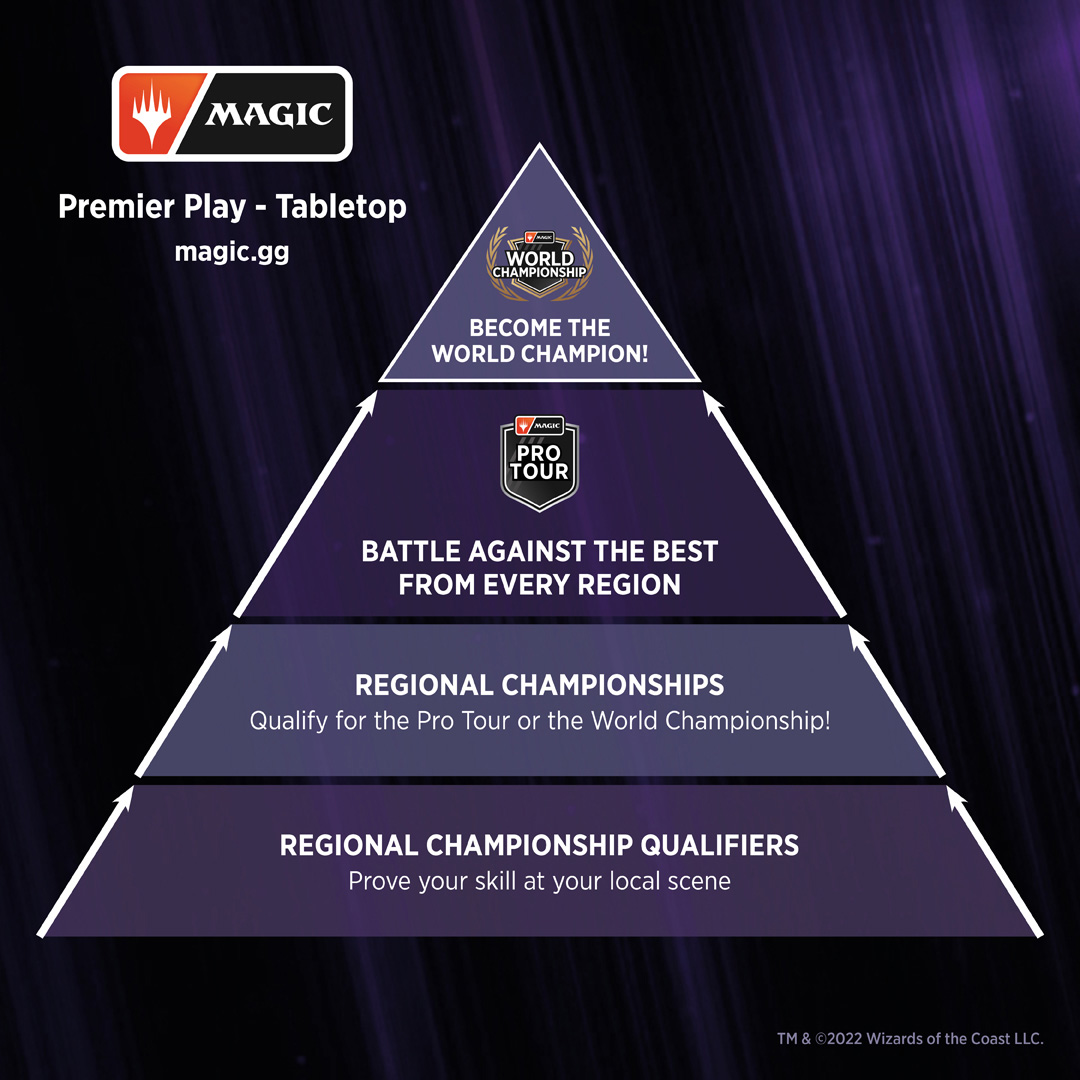 MAGIC
Premier Play - Tabletop
magic.gg
MAGIC
WORLD
CHAMPIONSHIP
BECOME THE
WORLD CHAMPION!
MAGIC
PRO
TOUR
BATTLE AGAINST THE BEST
FROM EVERY REGION
REGIONAL CHAMPIONSHIPS
Qualify for the Pro Tour or the World Championship!
REGIONAL CHAMPIONSHIP QUALIFIERS
Prove your skill at your local scene
TM & ©2022 Wizards of the Coast LLC.